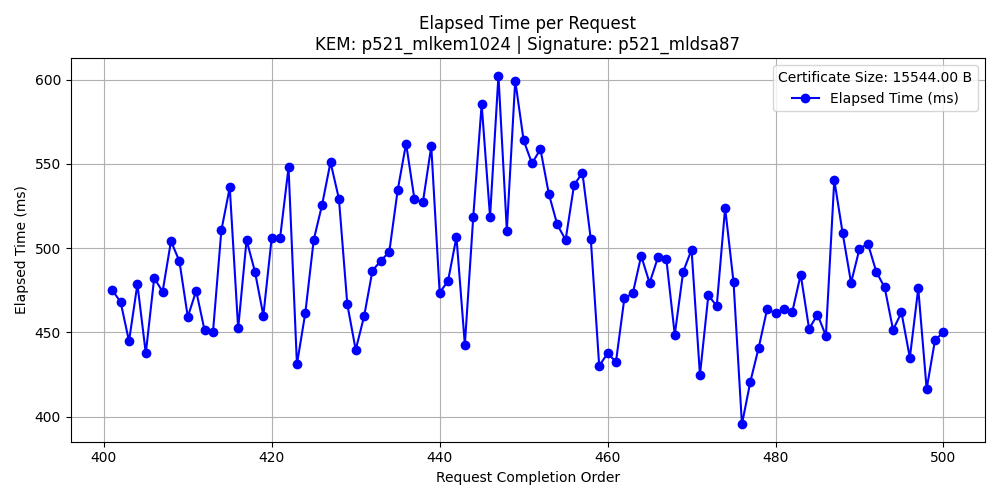 Elapsed Time per Request
KEM: p521_mlkem1024 | Signature: p521_mldsa87
Certificate Size: 15544.00 B
Elapsed Time (ms)
Elapsed Time (ms)
600
550
500
450
400
400 420 440 460 480 500
Request Completion Order